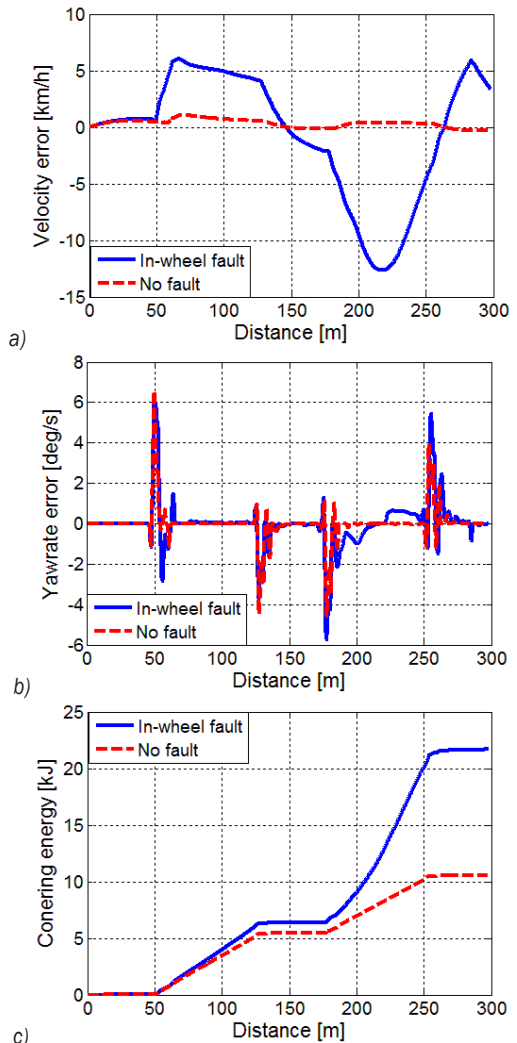 10
5
0
-5
-10
-15
Velocity error [km/h]
In-wheel fault
No fault
0 50 100 150 200 250 300
Distance [m]
a)
8
6
4
2
0
-2
-4
-6
Yawrate error [deg/s]
In-wheel fault
No fault
0 50 100 150 200 250 300
Distance [m]
b)
25
20
15
10
5
0
Conering energy [kJ]
In-wheel fault
No fault
0 50 100 150 200 250 300
Distance [m]
c)